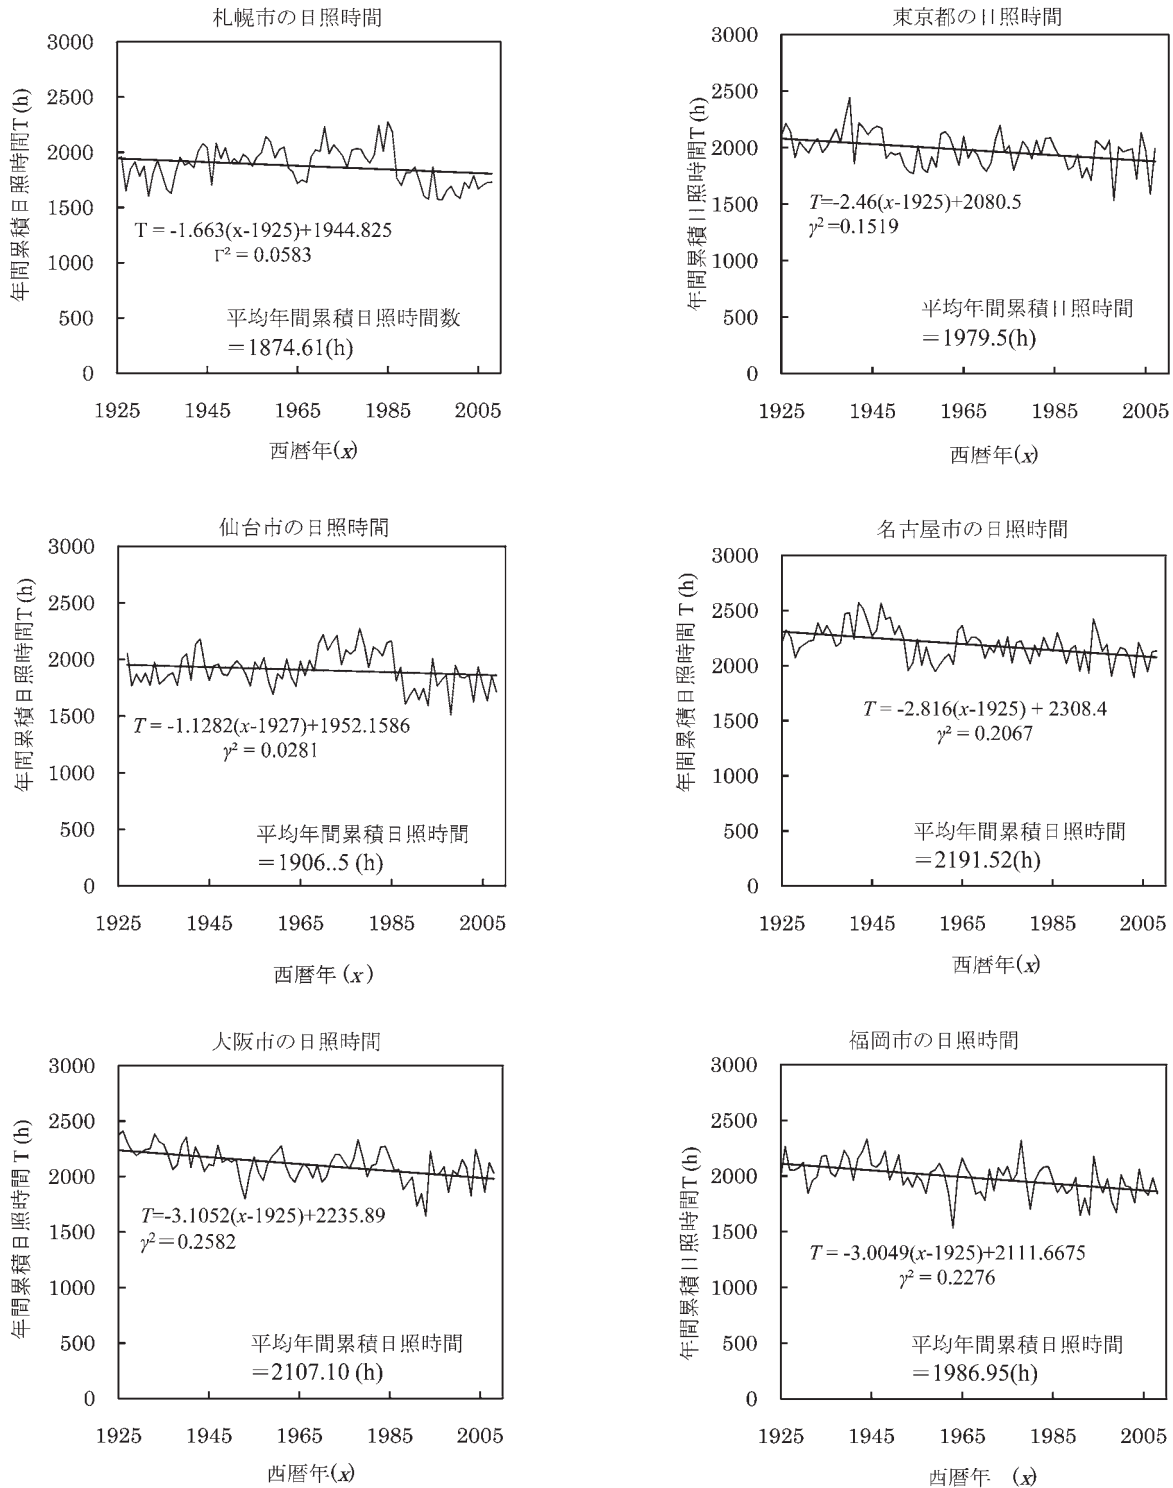 札幌市の日照時間
3000
2500
2000
1500
1000
500
0
年間累積日照時間T(h)
T = -1.663(x-1925)+1944.825
Γ² = 0.0583
平均年間累積日照時間数
＝1874.61(h)
1925 1945 1965 1985 2005
西暦年(x)
東京都の日照時間
3000
2500
2000
1500
1000
500
0
年間累積日照時間T(h)
T=-2.46(x-1925)+2080.5
γ²=0.1519
平均年間累積日照時間
＝1979.5(h)
1925 1945 1965 1985 2005
西暦年(x)
仙台市の日照時間
3000
2500
2000
1500
1000
500
0
年間累積日照時間T(h)
T = -1.1282(x-1927)+1952.1586
γ² = 0.0281
平均年間累積日照時間
＝1906..5 (h)
1925 1945 1965 1985 2005
西暦年 (x)
名古屋市の日照時間
3000
2500
2000
1500
1000
500
0
年間累積日照時間 T (h)
T = -2.816(x-1925) + 2308.4
γ² = 0.2067
平均年間累積日照時間
＝2191.52(h)
1925 1945 1965 1985 2005
西暦年(x)
大阪市の日照時間
3000
2500
2000
1500
1000
500
0
年間累積日照時間 T (h)
T=-3.1052(x-1925)+2235.89
γ²＝0.2582
平均年間累積日照時間
＝2107.10 (h)
1925 1945 1965 1985 2005
西暦年(x)
福岡市の日照時間
3000
2500
2000
1500
1000
500
0
年間累積日照時間T(h)
T = -3.0049(x-1925)+2111.6675
γ² = 0.2276
平均年間累積日照時間
＝1986.95(h)
1925 1945 1965 1985 2005
西暦年 (x)